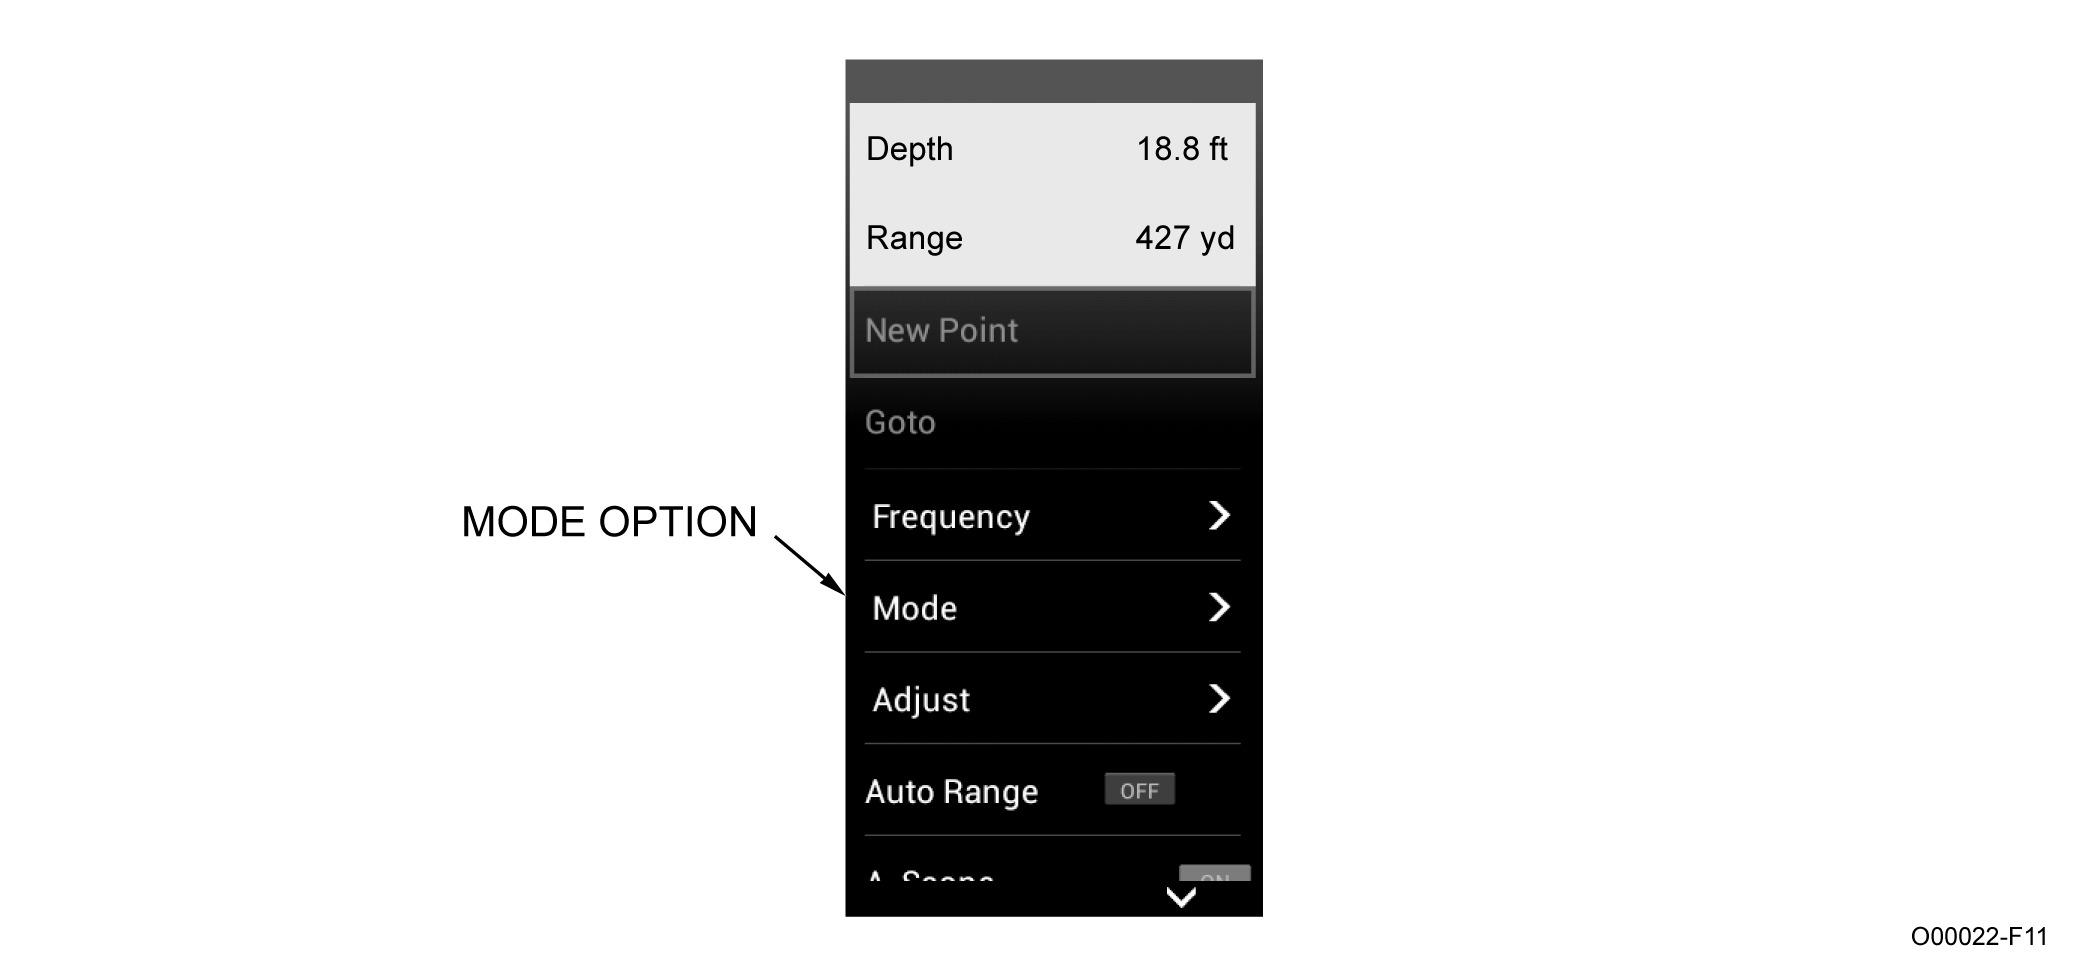 Depth 18.8 ft
Range 427 yd
New Point
Goto
Frequency
MODE OPTION
Mode
Adjust
Auto Range OFF
O00022-F11